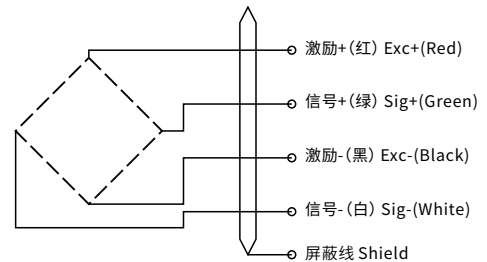 激励+(红) Exc+(Red)
信号+(绿) Sig+(Green)
激励-(黑) Exc-(Black)
信号-(白) Sig-(White)
屏蔽线 Shield